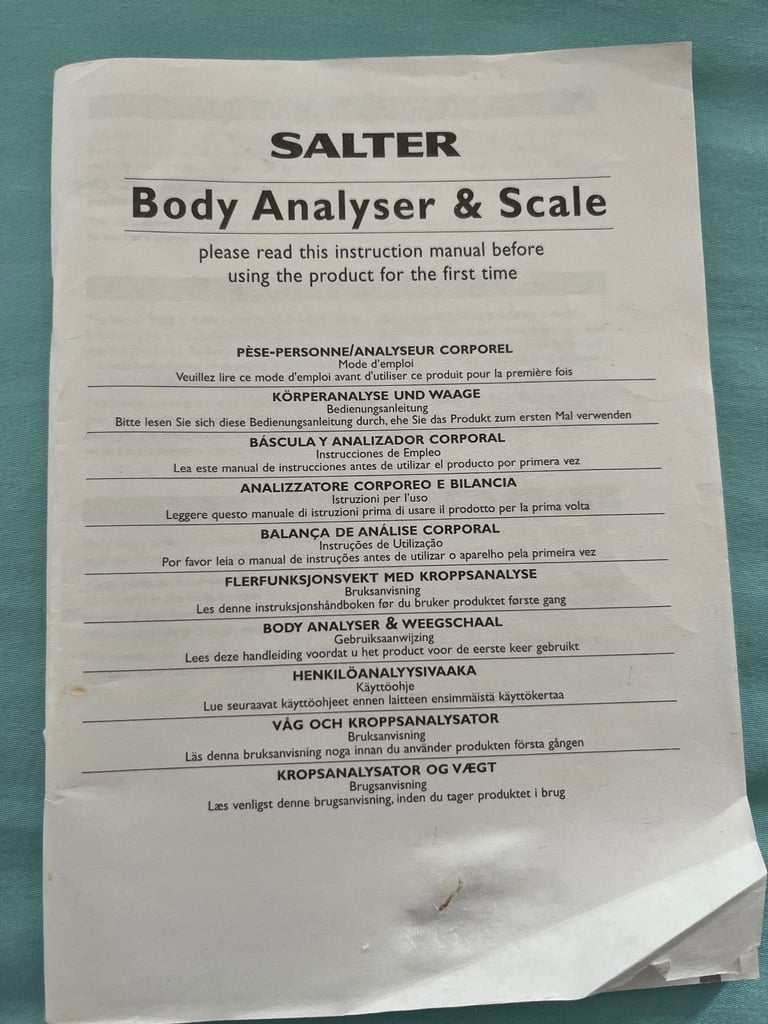 SALTER
Body Analyser & Scale
please read this instruction manual before
using the product for the first time
PÈSE-PERSONNE/ANALYSEUR CORPOREL
Mode d'emploi
Veuillez lire ce mode d'emploi avant d'utiliser ce produit pour la première fois
KÖRPERANALYSE UND WAAGE
Bedienungsanleitung
Bitte lesen Sie sich diese Bedienungsanleitung durch, ehe Sie das Produkt zum ersten Mal verwenden
BÁSCULA Y ANALIZADOR CORPORAL
Instrucciones de Empleo
Lea este manual de instrucciones antes de utilizar el producto por primera vez
ANALIZZATORE CORPOREO E BILANCIA
Istruzioni per l'uso
Leggere questo manuale di istruzioni prima di usare il prodotto per la prima volta
BALANÇA DE ANÁLISE CORPORAL
Instruções de Utilização
Por favor leia o manual de instruções antes de utilizar o aparelho pela primeira vez
FLERFUNKSJONSVEKT MED KROPPSANALYSE
Bruksanvisning
Les denne instruksjonshåndboken før du bruker produktet første gang
BODY ANALYSER & WEEGSCHAAL
Gebruiksaanwijzing
Lees deze handleiding voordat u het product voor de eerste keer gebruikt
HENKILÖANALYYSIVAAKA
Käyttöohje
Lue seuraavat käyttöohjeet ennen laitteen ensimmäistä käyttökertaa
VÅG OCH KROPPSANALYSATOR
Bruksanvisning
Läs denna bruksanvisning noga innan du använder produkten första gången
KROPSANALYSATOR OG VÆGT
Brugsanvisning
Læs venligst denne brugsanvisning, inden du tager produktet i brug